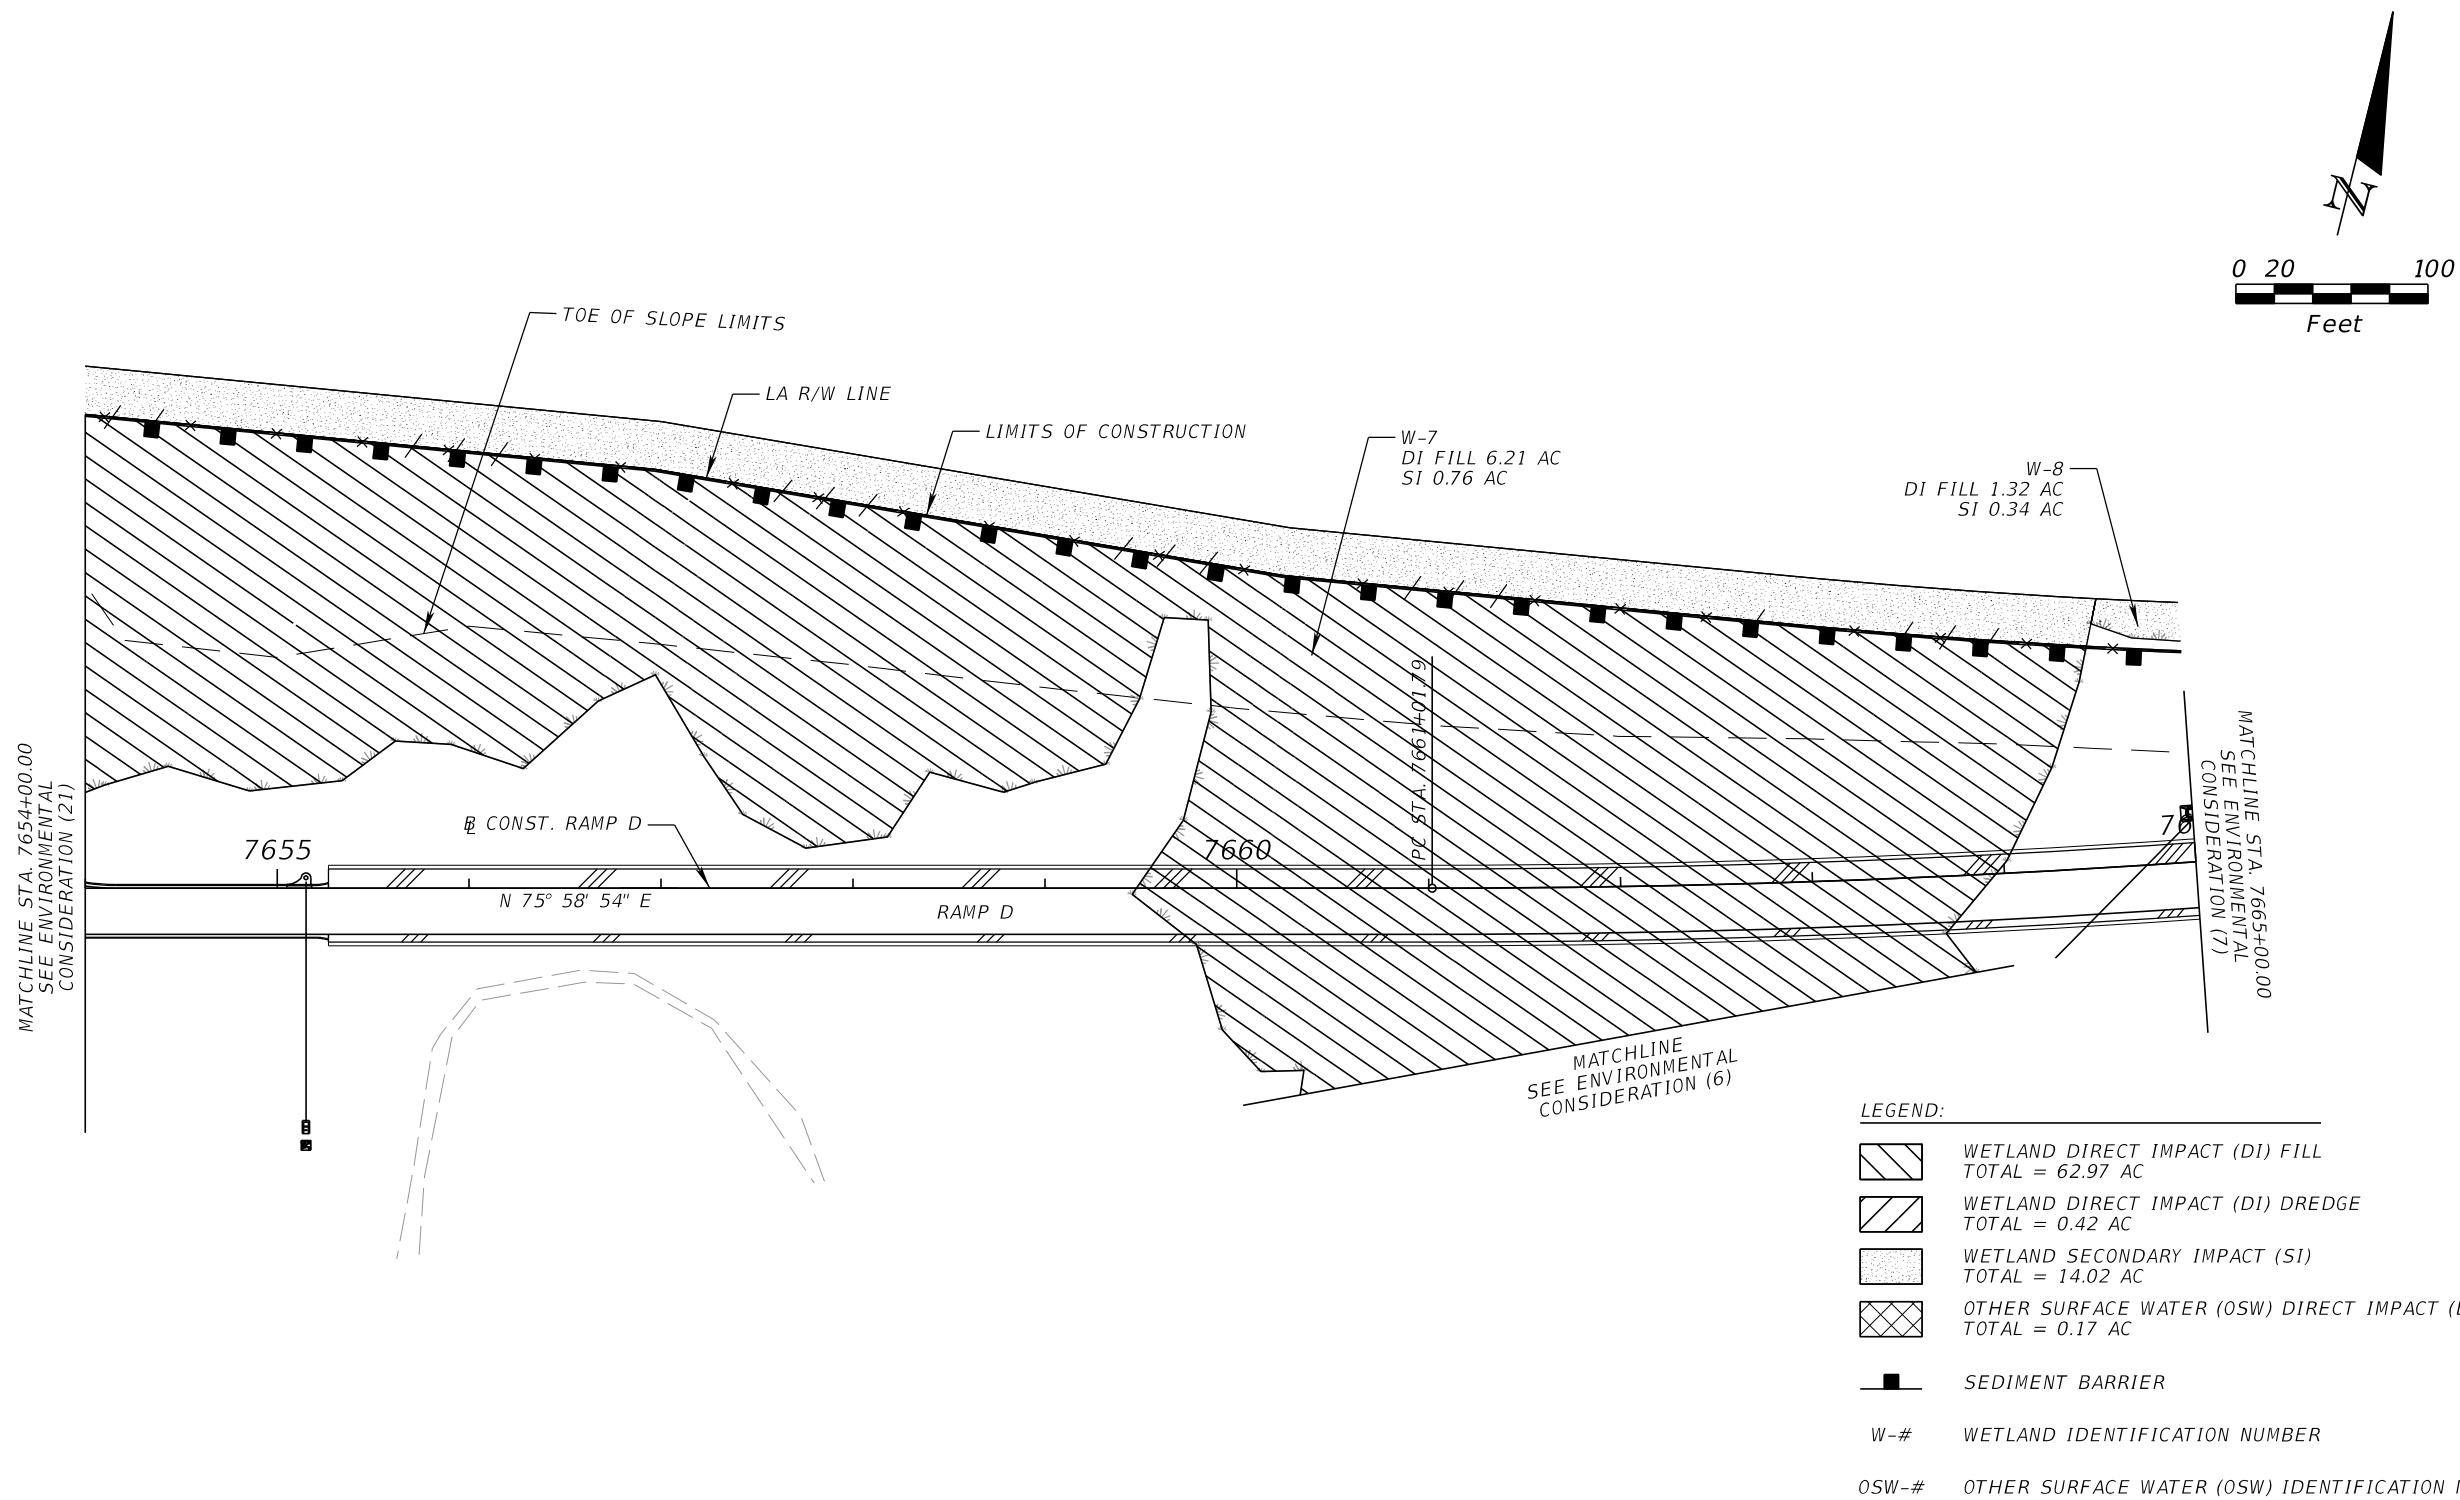 N
0 20 100
Feet
TOE OF SLOPE LIMITS
LA R/W LINE
LIMITS OF CONSTRUCTION
W-7
DI FILL 6.21 AC
SI 0.76 AC
W-8
DI FILL 1.32 AC
SI 0.34 AC
MATCHLINE STA. 7654+00.00
SEE ENVIRONMENTAL
CONSIDERATION (21)
7655
BL CONST. RAMP D
N 75° 58' 54" E
RAMP D
7660
PC STA. 7661+01.79
76
MATCHLINE STA. 7665+00.00
SEE ENVIRONMENTAL
CONSIDERATION (7)
MATCHLINE
SEE ENVIRONMENTAL
CONSIDERATION (6)
LEGEND:
WETLAND DIRECT IMPACT (DI) FILL
TOTAL = 62.97 AC
WETLAND DIRECT IMPACT (DI) DREDGE
TOTAL = 0.42 AC
WETLAND SECONDARY IMPACT (SI)
TOTAL = 14.02 AC
OTHER SURFACE WATER (OSW) DIRECT IMPACT
TOTAL = 0.17 AC
SEDIMENT BARRIER
W-# WETLAND IDENTIFICATION NUMBER
OSW-# OTHER SURFACE WATER (OSW) IDENTIFICATION